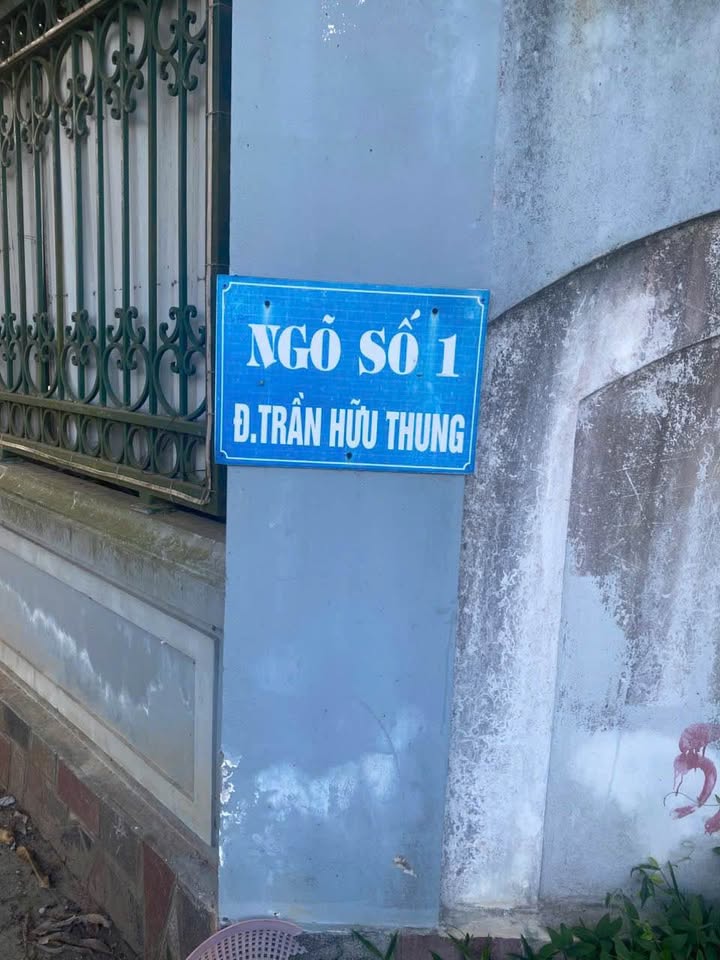 NGÕ SỐ 1
Đ.TRẦN HỮU THUNG